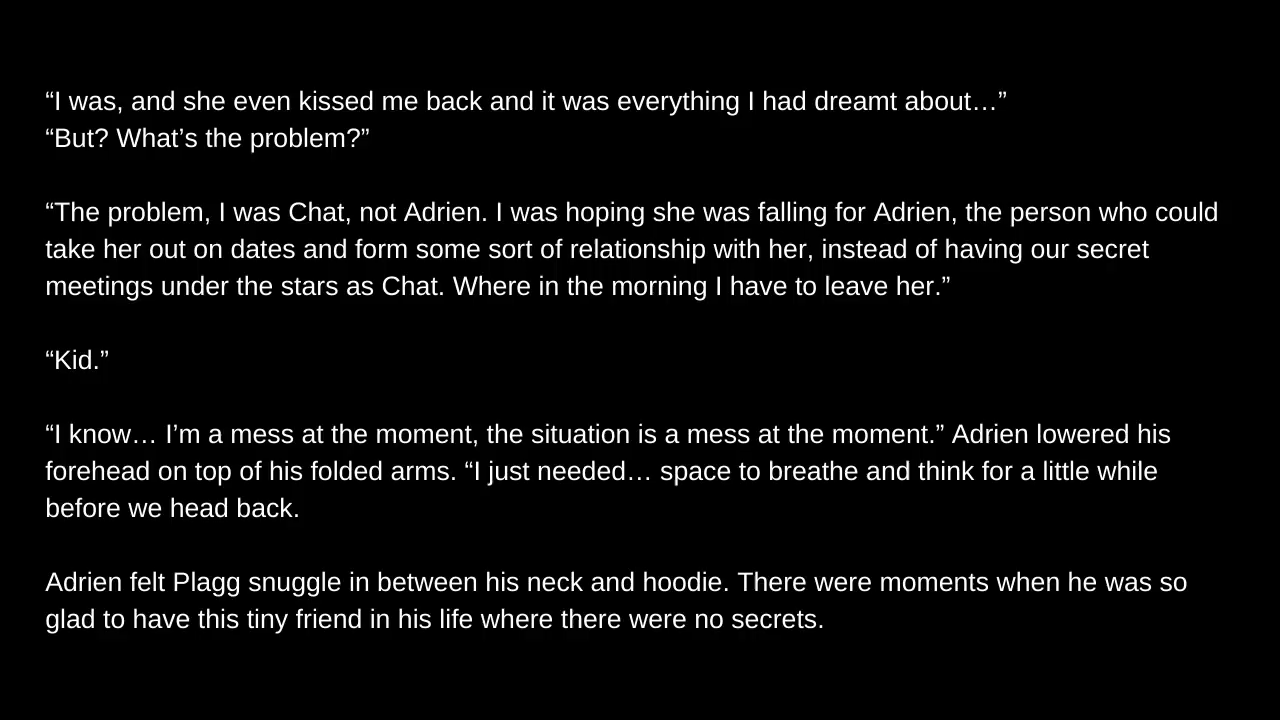 “I was, and she even kissed me back and it was everything I had dreamt about…”
“But? What’s the problem?”
“The problem, I was Chat, not Adrien. I was hoping she was falling for Adrien, the person who could
take her out on dates and form some sort of relationship with her, instead of having our secret
meetings under the stars as Chat. Where in the morning I have to leave her.”
“Kid.”
“I know… I’m a mess at the moment, the situation is a mess at the moment.” Adrien lowered his
forehead on top of his folded arms. “I just needed… space to breathe and think for a little while
before we head back.
Adrien felt Plagg snuggle in between his neck and hoodie. There were moments when he was so
glad to have this tiny friend in his life where there were no secrets.